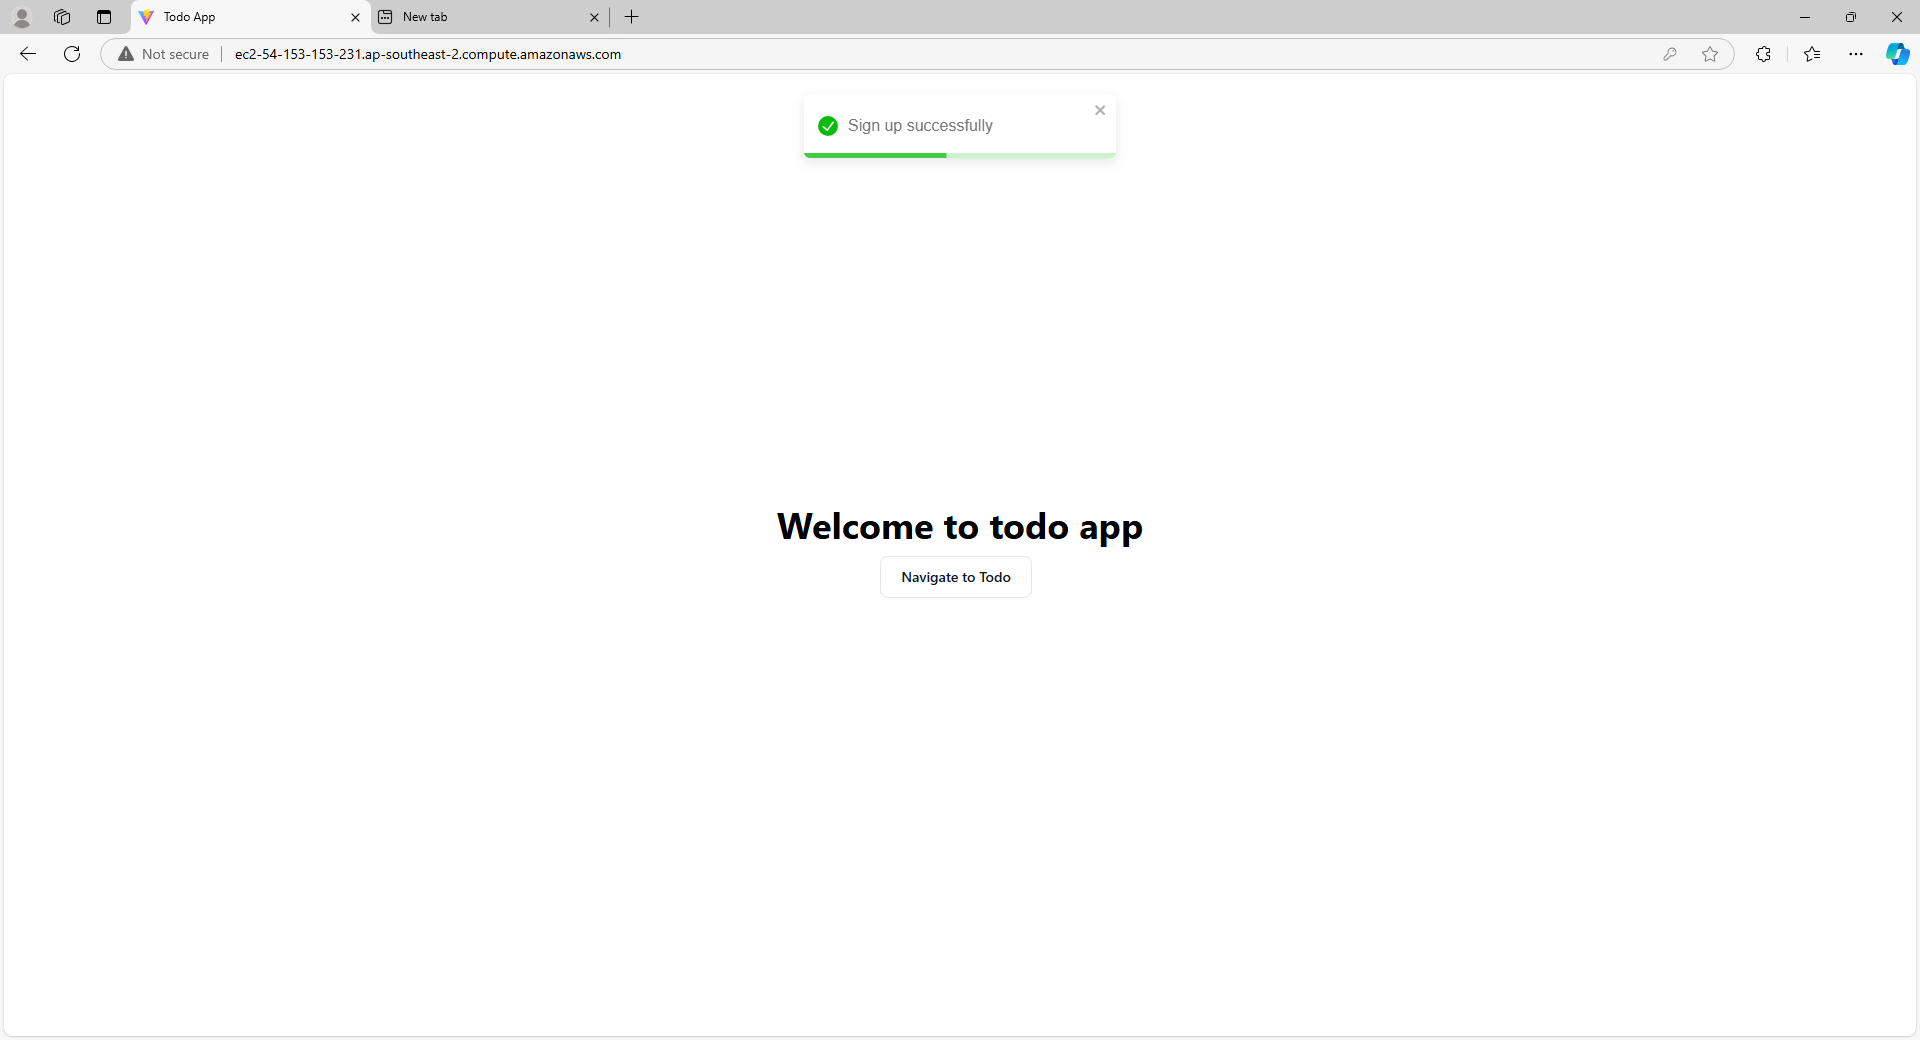 Todo App
New tab
Not secure
ec2-54-153-153-231.ap-southeast-2.compute.amazonaws.com
Sign up successfully
Welcome to todo app
Navigate to Todo